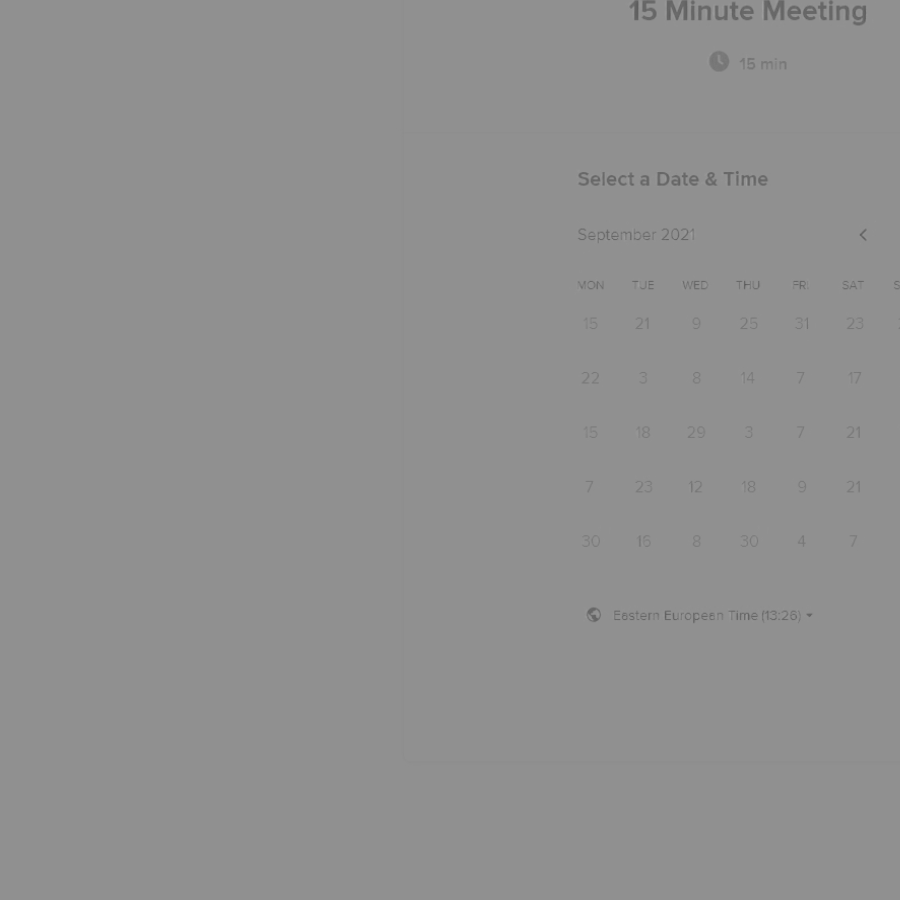 15 Minute Meeting
15 min
Select a Date & Time
September 2021
MON TUE WED THU FRI SAT
15 21 9 25 31 23
22 3 8 14 7 17
15 18 29 3 7 21
7 23 12 18 9 21
30 16 8 30 4 7
Eastern European Time (13:26)